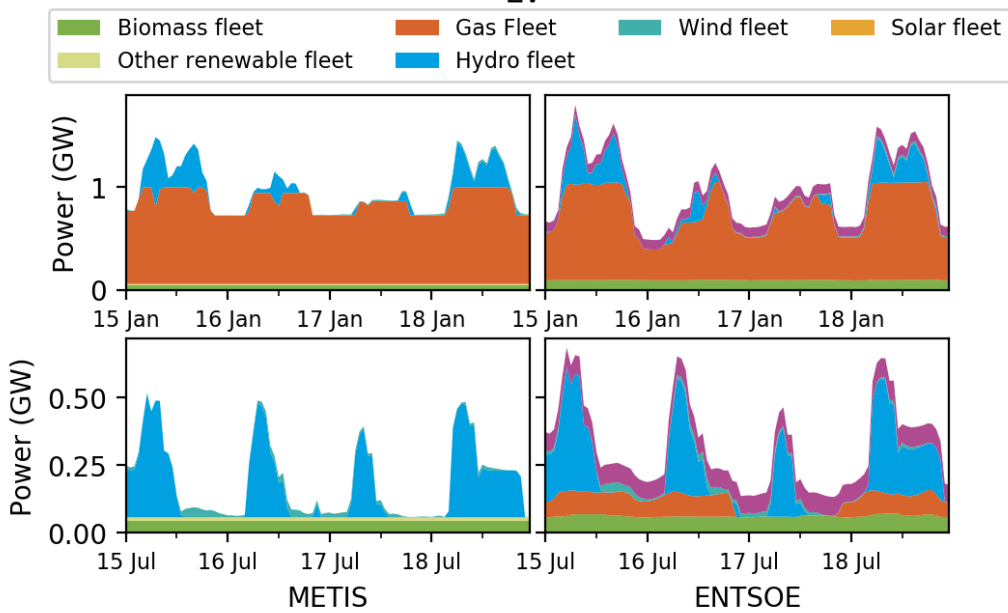 Biomass fleet Gas Fleet Wind fleet Solar fleet
Other renewable fleet Hydro fleet
Power (GW)
1
0
15 Jan 16 Jan 17 Jan 18 Jan
15 Jan 16 Jan 17 Jan 18 Jan
Power (GW)
0.50
0.25
0.00
15 Jul 16 Jul 17 Jul 18 Jul
15 Jul 16 Jul 17 Jul 18 Jul
METIS ENTSOE